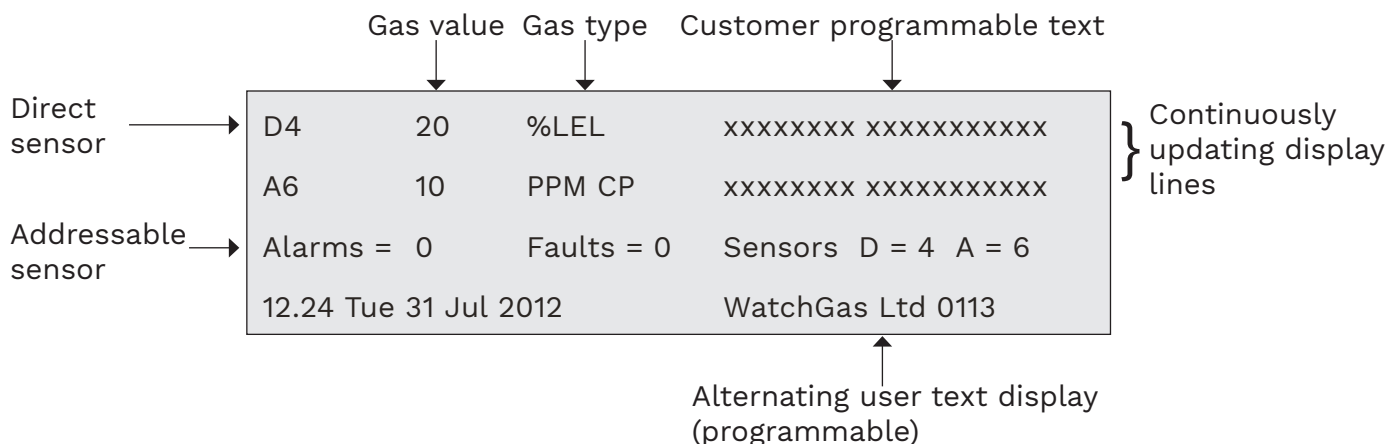 Gas value Gas type Customer programmable text
Direct
sensor
D4 20 %LEL xxxxxxxx xxxxxxxxxxx
A6 10 PPM CP xxxxxxxx xxxxxxxxxxx
} Continuously
updating display
lines
Addressable
sensor
Alarms = 0 Faults = 0 Sensors D = 4 A = 6
12.24 Tue 31 Jul 2012 WatchGas Ltd 0113
Alternating user text display
(programmable)